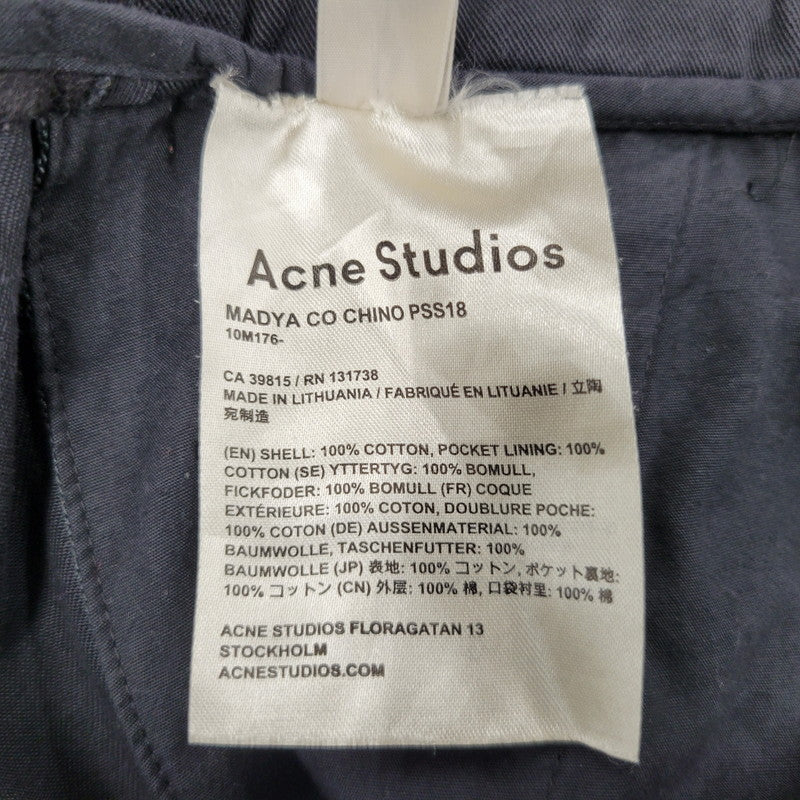 Acne Studios
MADYA CO CHINO PSS18
10M176-
CA 39815 / RN 131738
MADE IN LITHUANIA / FABRIQUÉ EN LITUANIE / 立陶
宛制造
(EN) SHELL: 100% COTTON, POCKET LINING: 100%
COTTON (SE) YTTERTYG: 100% BOMULL,
FICKFODER: 100% BOMULL (FR) COQUE
EXTÉRIEURE: 100% COTON, DOUBLURE POCHE:
100% COTON (DE) AUSSENMATERIAL: 100%
BAUMWOLLE, TASCHENFUTTER: 100%
BAUMWOLLE (JP) 表地: 100% コットン, ポケット裏地:
100% コットン (CN) 外层: 100% 棉, 口袋衬里: 100% 棉
ACNE STUDIOS FLORAGATAN 13
STOCKHOLM
ACNESTUDIOS.COM